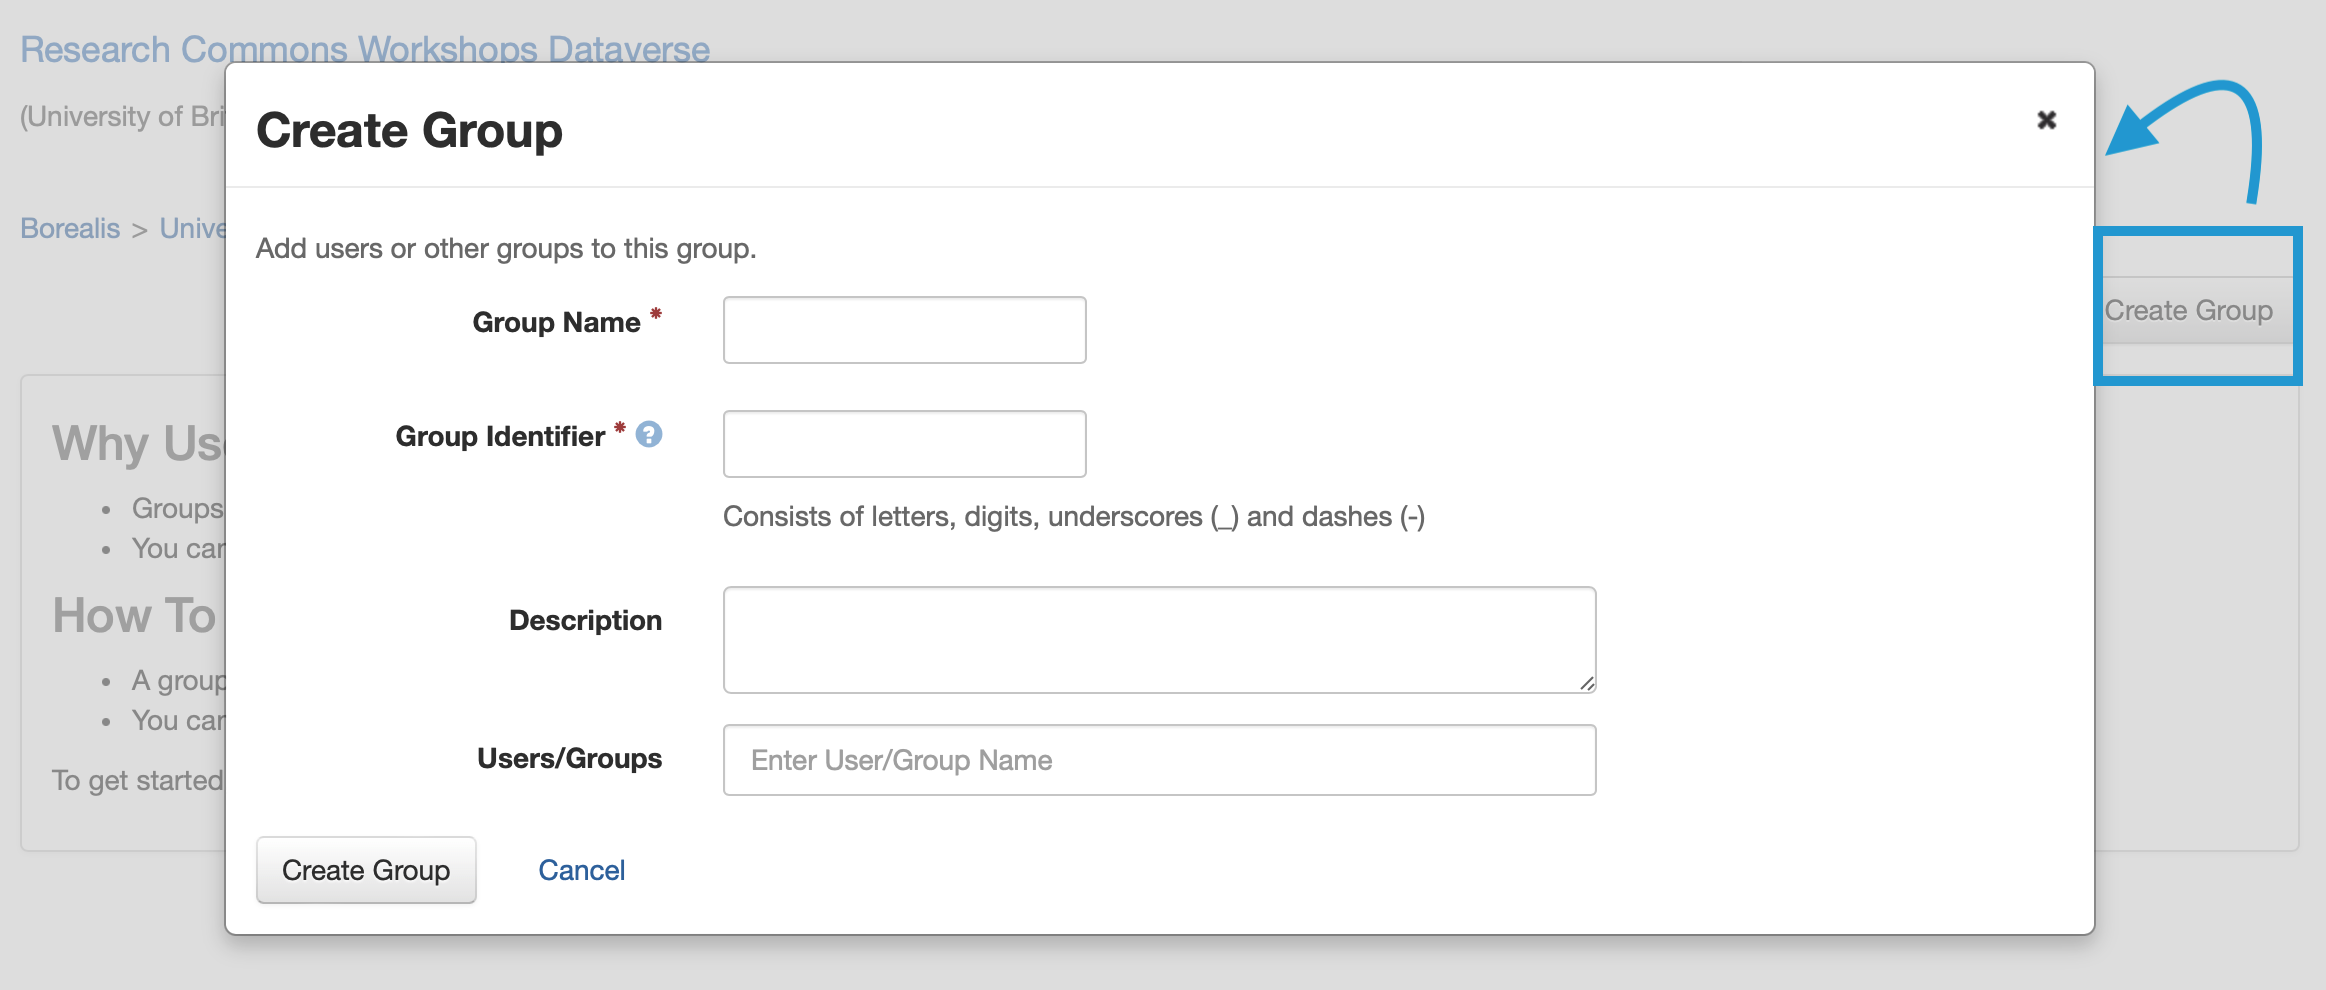 Research Commons Workshops Dataverse
(University of Bri
Create Group
Borealis > Unive
Add users or other groups to this group.
Group Name *
Create Group
Group Identifier * ?
Consists of letters, digits, underscores (_) and dashes (-)
Why Us
Groups
You can
How To
Description
A group
You can
Users/Groups
Enter User/Group Name
To get started
Create Group
Cancel